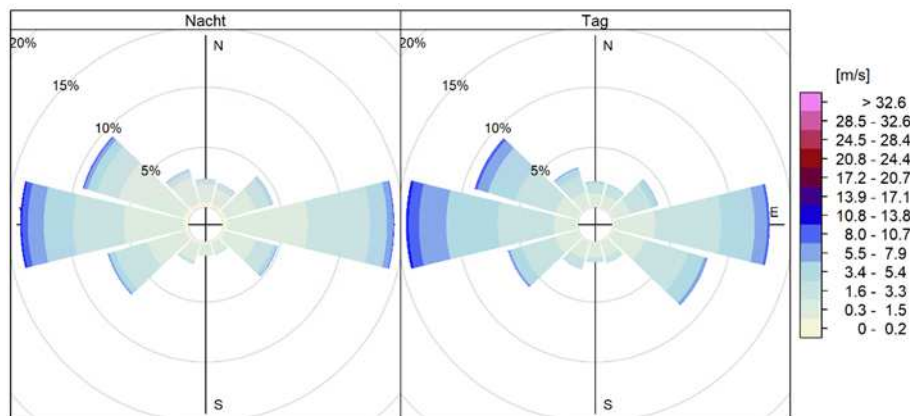 Nacht
Tag
20%
N
15%
10%
5%
S
20%
N
15%
10%
5%
E
S
[m/s]
> 32.6
28.5 - 32.6
24.5 - 28.4
20.8 - 24.4
17.2 - 20.7
13.9 - 17.1
10.8 - 13.8
8.0 - 10.7
5.5 - 7.9
3.4 - 5.4
1.6 - 3.3
0.3 - 1.5
0 - 0.2